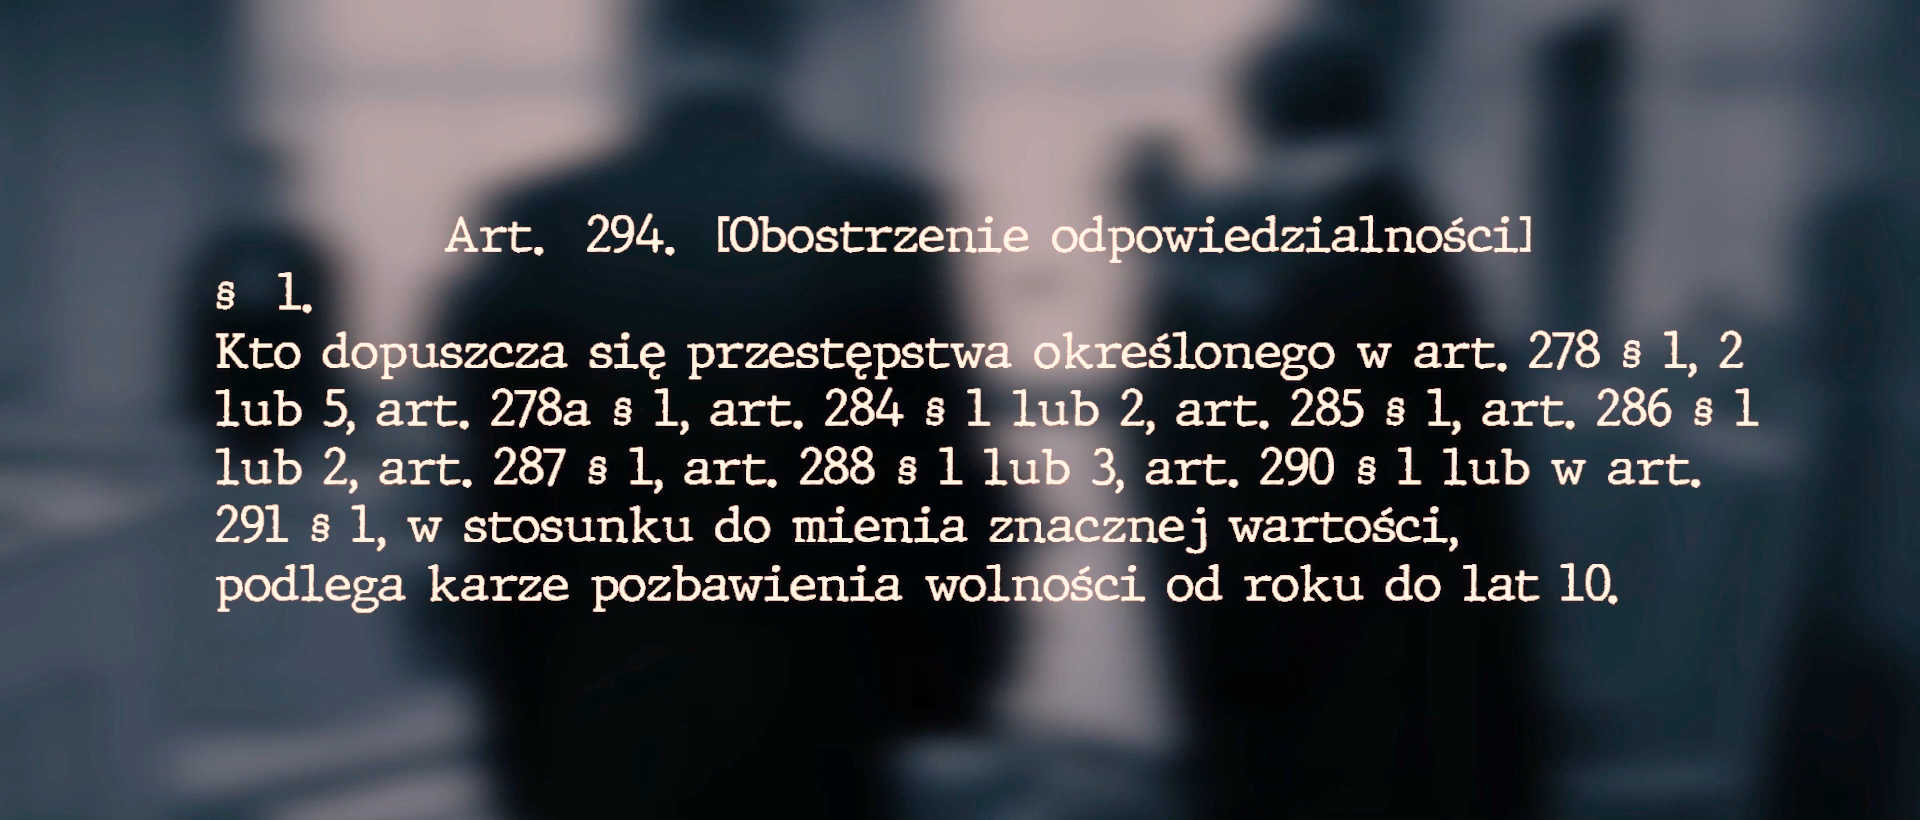 Art. 294. [Obostrzenie odpowiedzialności]
§ 1.
Kto dopuszcza się przestępstwa określonego w art. 278 § 1, 2
lub 5, art. 278a § 1, art. 284 § 1 lub 2, art. 285 § 1, art. 286 § 1
lub 2, art. 287 § 1, art. 288 § 1 lub 3, art. 290 § 1 lub w art.
291 § 1, w stosunku do mienia znacznej wartości,
podlega karze pozbawienia wolności od roku do lat 10.